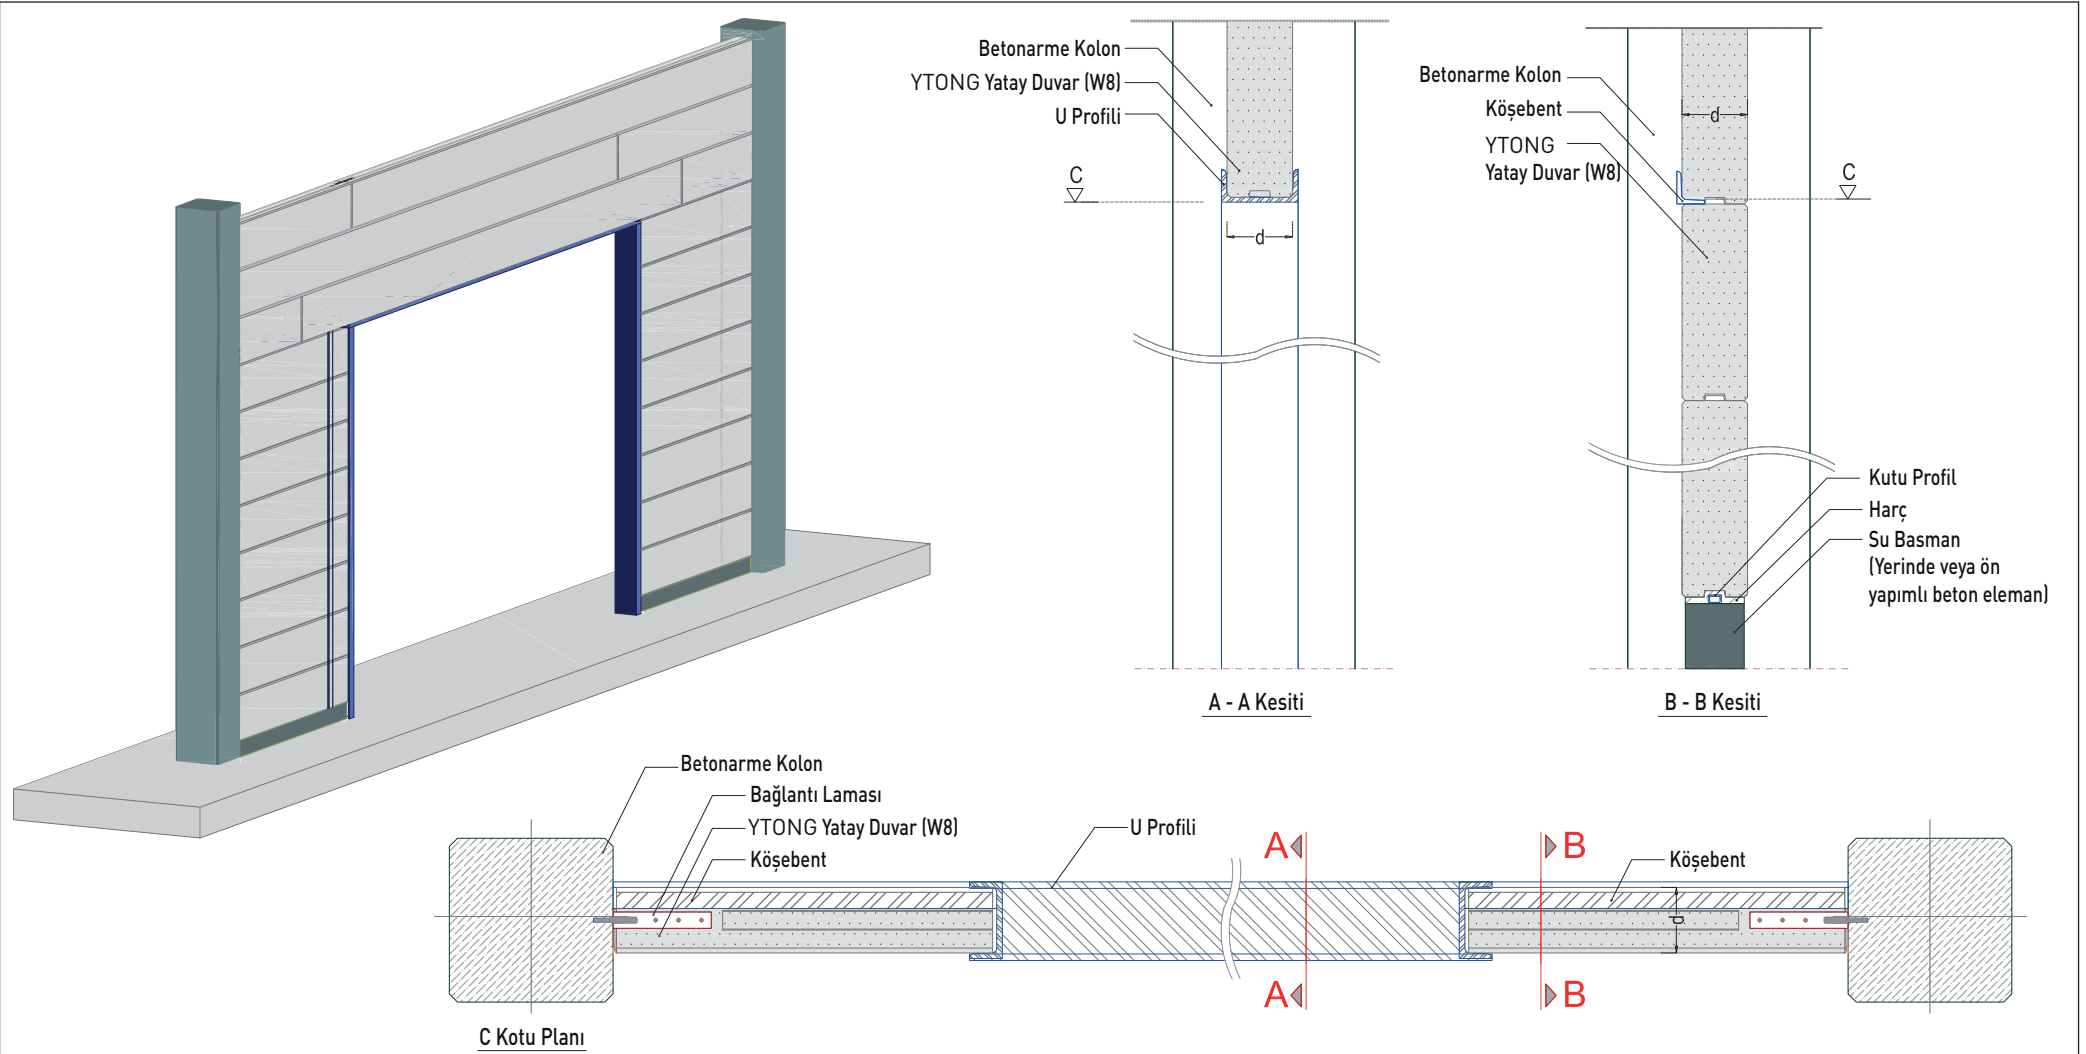 Betonarme Kolon
YTONG Yatay Duvar (W8)
U Profili
C
d
A - A Kesiti
Betonarme Kolon
Köşebent
YTONG
Yatay Duvar (W8)
d
C
Kutu Profil
Harç
Su Basman
(Yerinde veya ön
yapımlı beton eleman)
B - B Kesiti
Betonarme Kolon
Bağlantı Laması
YTONG Yatay Duvar (W8)
Köşebent
U Profili
A
B
Köşebent
d
A
B
C Kotu Planı